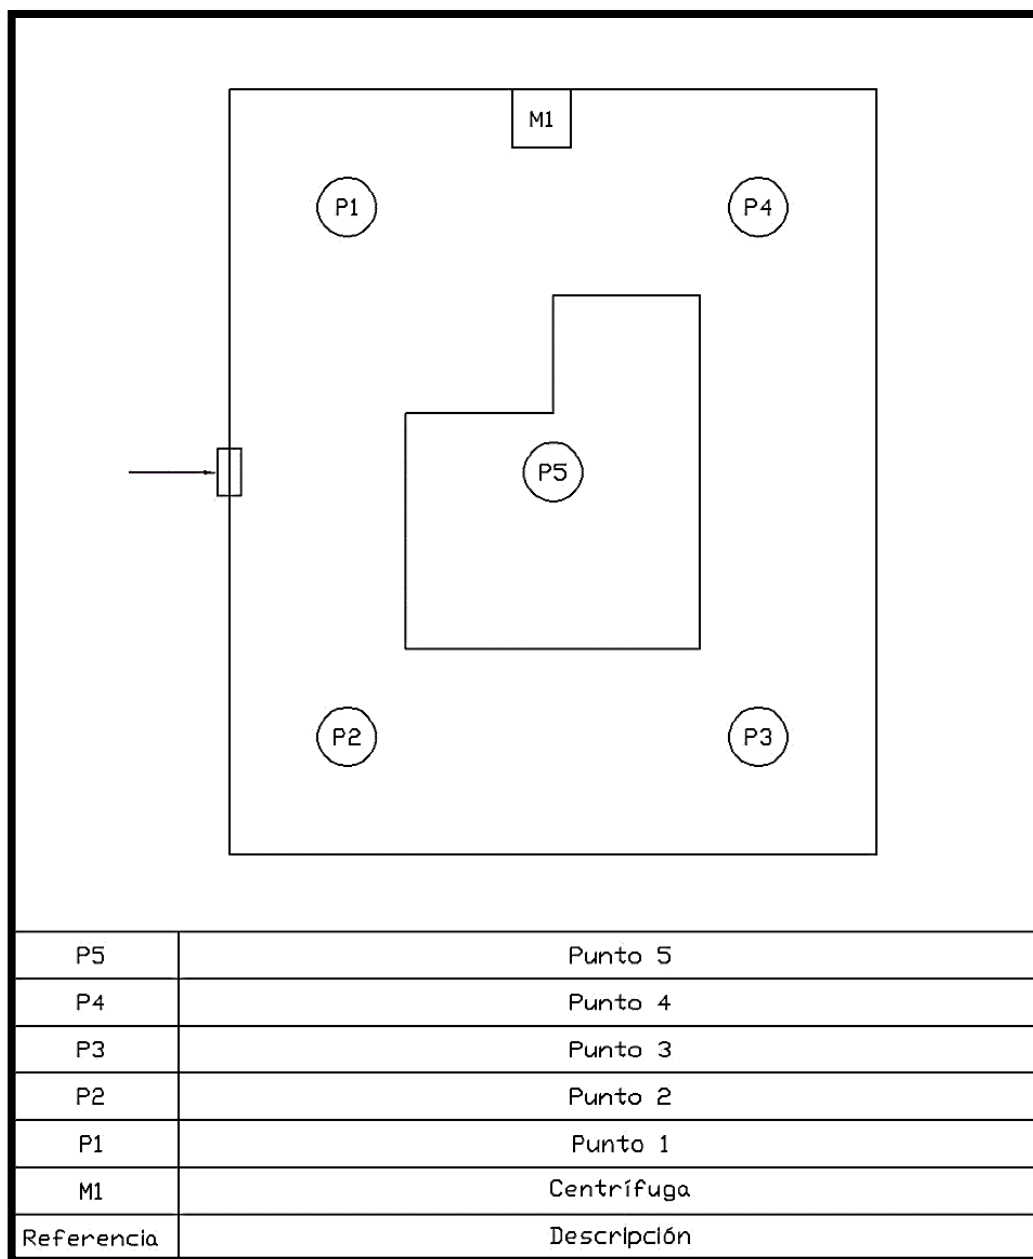 M1
P1
P4
P5
P2
P3
P5 Punto 5
P4 Punto 4
P3 Punto 3
P2 Punto 2
P1 Punto 1
M1 Centrífuga
Referencia Descripción